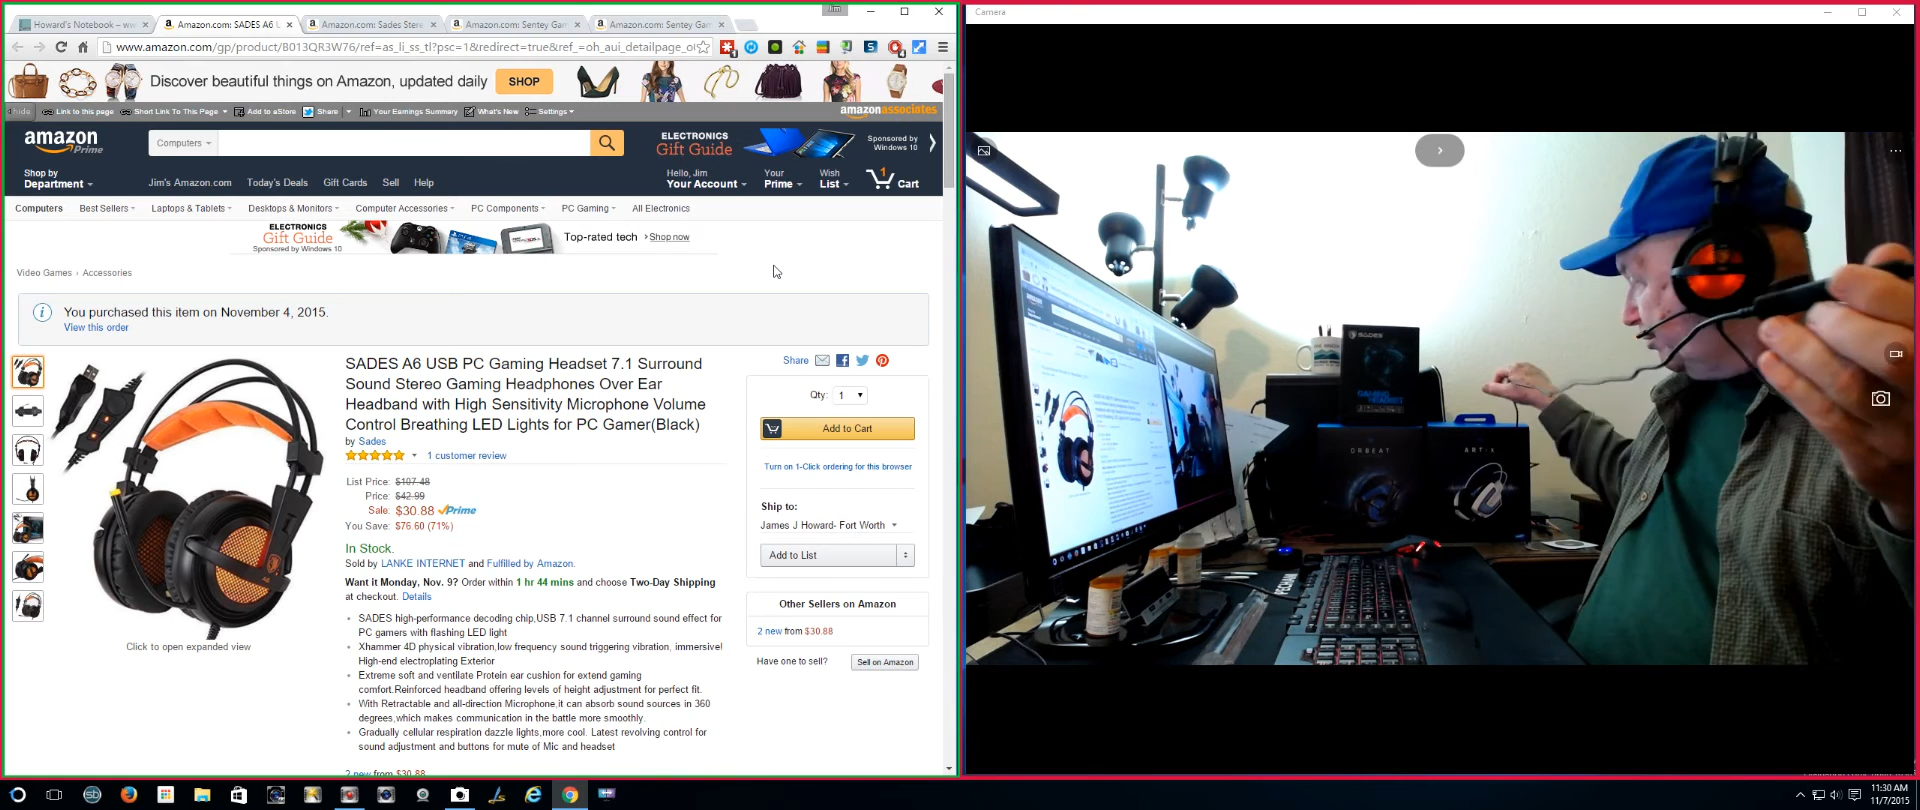 Howard's Notebook – ww
Amazon.com: SADES A6 U
Amazon.com: Sades Stere
Amazon.com: Sentey Gam
Amazon.com: Sentey Gam
Jim
www.amazon.com/gp/product/B013QR3W76/ref=as_li_ss_tl?psc=1&redirect=true&ref_=oh_aui_detailpage_o0
Discover beautiful things on Amazon, updated daily SHOP
hide Link to this page Short Link To This Page Add to aStore Share Your Earnings Summary What's New Settings
amazonassociates
amazon
Prime
Computers
ELECTRONICS
Gift Guide
Sponsored by
Windows 10
Shop by
Department
Jim's Amazon.com Today's Deals Gift Cards Sell Help
Hello, Jim
Your Account
Your
Prime
Wish
List
1
Cart
Computers Best Sellers Laptops & Tablets Desktops & Monitors Computer Accessories PC Components PC Gaming All Electronics
ELECTRONICS
Gift Guide
Sponsored by Windows 10
Top-rated tech › Shop now
Video Games › Accessories
You purchased this item on November 4, 2015.
View this order
SADES A6 USB PC Gaming Headset 7.1 Surround
Sound Stereo Gaming Headphones Over Ear
Headband with High Sensitivity Microphone Volume
Control Breathing LED Lights for PC Gamer(Black)
by Sades
1 customer review
List Price: $107.48
Price: $42.99
Sale: $30.88 Prime
You Save: $76.60 (71%)
In Stock.
Sold by LANKE INTERNET and Fulfilled by Amazon.
Want it Monday, Nov. 9? Order within 1 hr 44 mins and choose Two-Day Shipping
at checkout. Details
• SADES high-performance decoding chip,USB 7.1 channel surround sound effect for
PC gamers with flashing LED light
• Xhammer 4D physical vibration,low frequency sound triggering vibration, immersive!
High-end electroplating Exterior
• Extreme soft and ventilate Protein ear cushion for extend gaming
comfort.Reinforced headband offering levels of height adjustment for perfect fit.
• With Retractable and all-direction Microphone,it can absorb sound sources in 360
degrees,which makes communication in the battle more smoothly.
• Gradually cellular respiration dazzle lights,more cool. Latest revolving control for
sound adjustment and buttons for mute of Mic and headset
2 new from $30.88
Click to open expanded view
Share
Qty: 1
Add to Cart
Turn on 1-Click ordering for this browser
Ship to:
James J Howard- Fort Worth
Add to List
Other Sellers on Amazon
2 new from $30.88
Have one to sell? Sell on Amazon
Camera
SADES
GAMING
HEADSET
ORBEAT
ARTIX
11:30 AM
11/7/2015